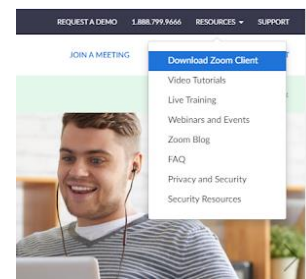 REQUEST A DEMO 1.888.799.9666 RESOURCES SUPPORT
JOIN A MEETING
Download Zoom Client
Video Tutorials
Live Training
Webinars and Events
Zoom Blog
FAQ
Privacy and Security
Security Resources